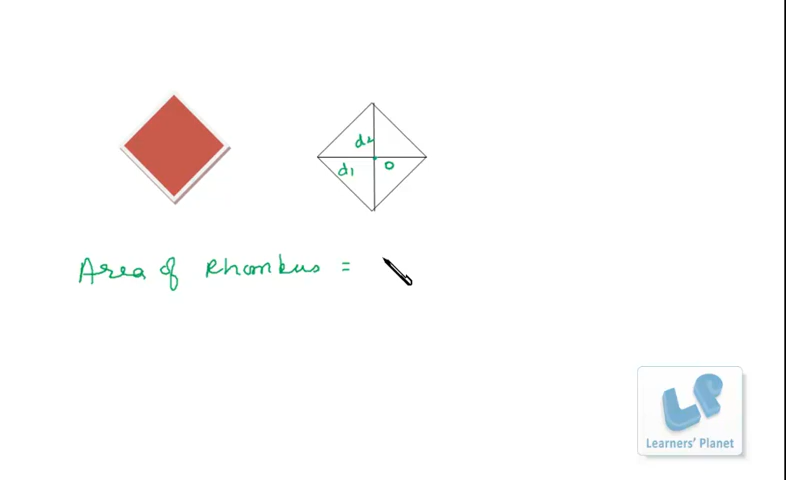 d2
d1 O
Area of Rhombus =
LP
Learners' Planet